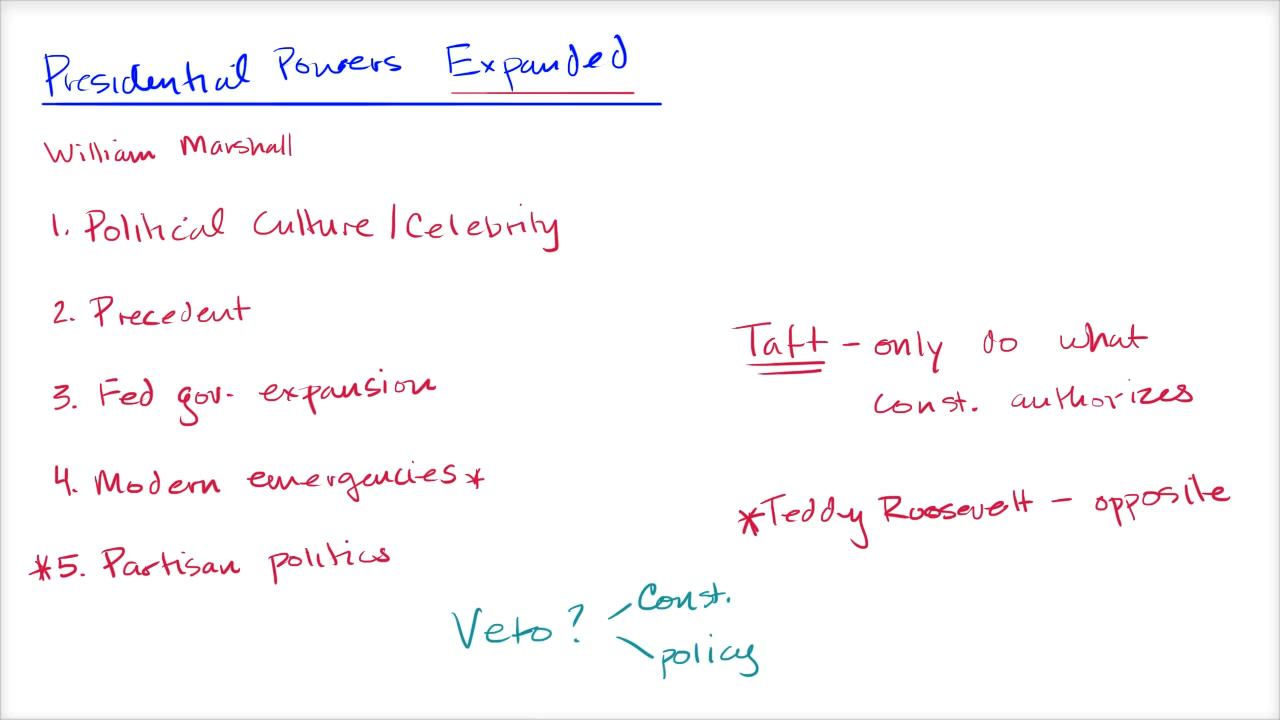 Presidential Powers Expanded
William Marshall
1. Political Culture/Celebrity
2. Precedent
3. Fed gov. expansion
4. Modern emergencies*
*5. Partisan politics
Taft - only do what
const. authorizes
*Teddy Roosevelt - opposite
Veto?
Const.
policy